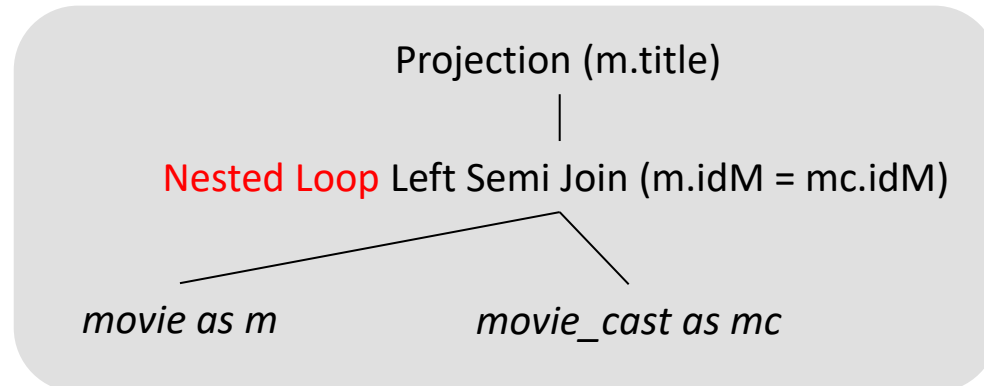 Projection (m.title)
Nested Loop Left Semi Join (m.idM = mc.idM)
movie as m
movie_cast as mc